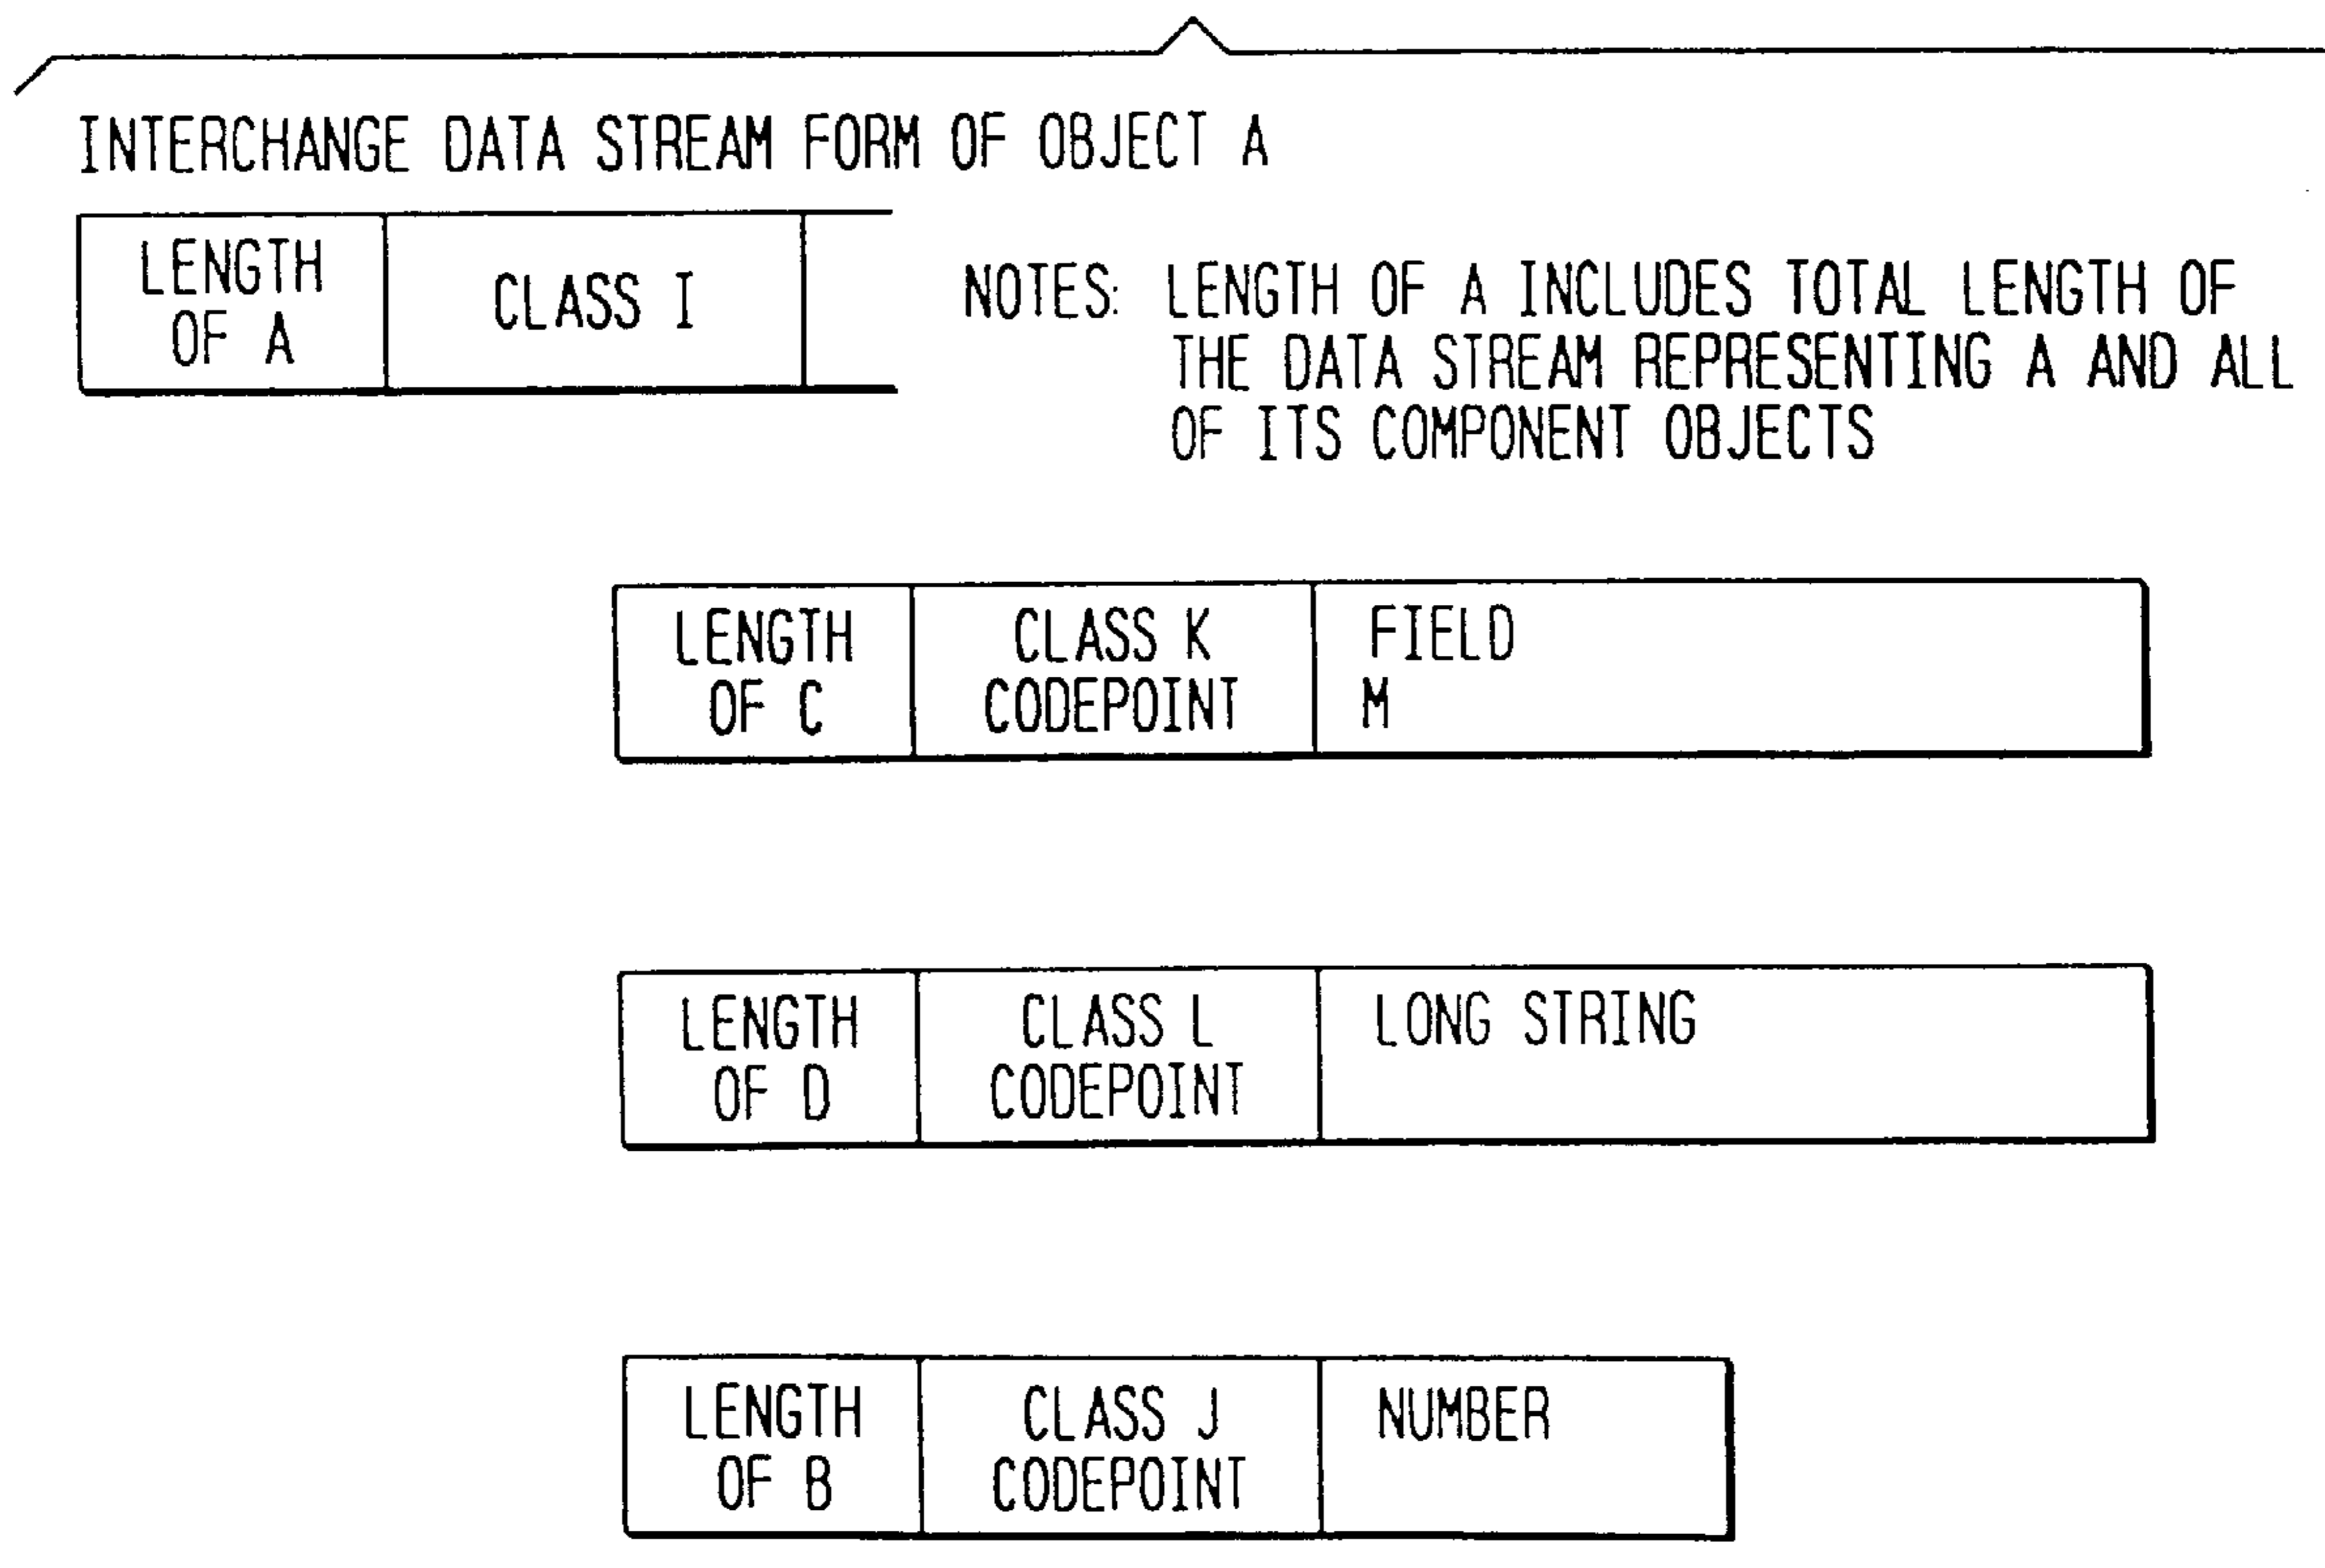 INTERCHANGE DATA STREAM FORM OF OBJECT A
LENGTH
OF A
CLASS I
NOTES: LENGTH OF A INCLUDES TOTAL LENGTH OF
THE DATA STREAM REPRESENTING A AND ALL
OF ITS COMPONENT OBJECTS
LENGTH
OF C
CLASS K
CODEPOINT
FIELD
M
LENGTH
OF D
CLASS L
CODEPOINT
LONG STRING
LENGTH
OF B
CLASS J
CODEPOINT
NUMBER